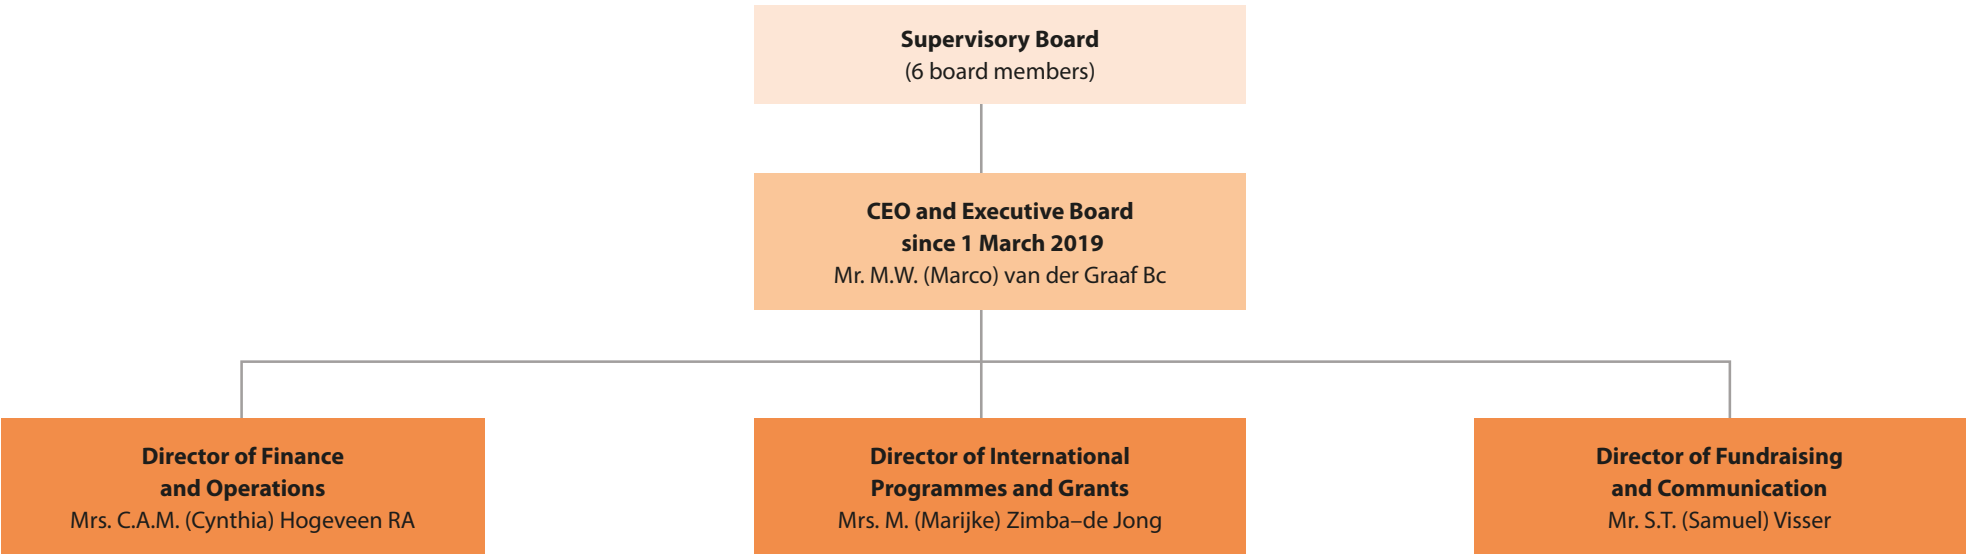 Supervisory Board
(6 board members)
CEO and Executive Board
since 1 March 2019
Mr. M.W. (Marco) van der Graaf Bc
Director of Finance
and Operations
Mrs. C.A.M. (Cynthia) Hogeveen RA
Director of International
Programmes and Grants
Mrs. M. (Marijke) Zimba–de Jong
Director of Fundraising
and Communication
Mr. S.T. (Samuel) Visser